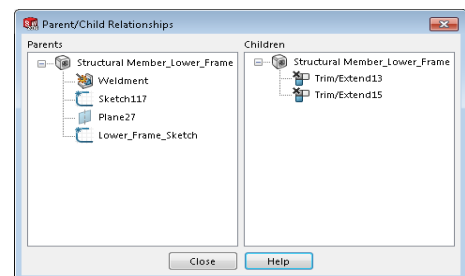 Parent/Child Relationships
Parents
Structural Member_Lower_Frame
Weldment
Sketch117
Plane27
Lower_Frame_Sketch
Children
Structural Member_Lower_Frame
Trim/Extend13
Trim/Extend15
Close
Help